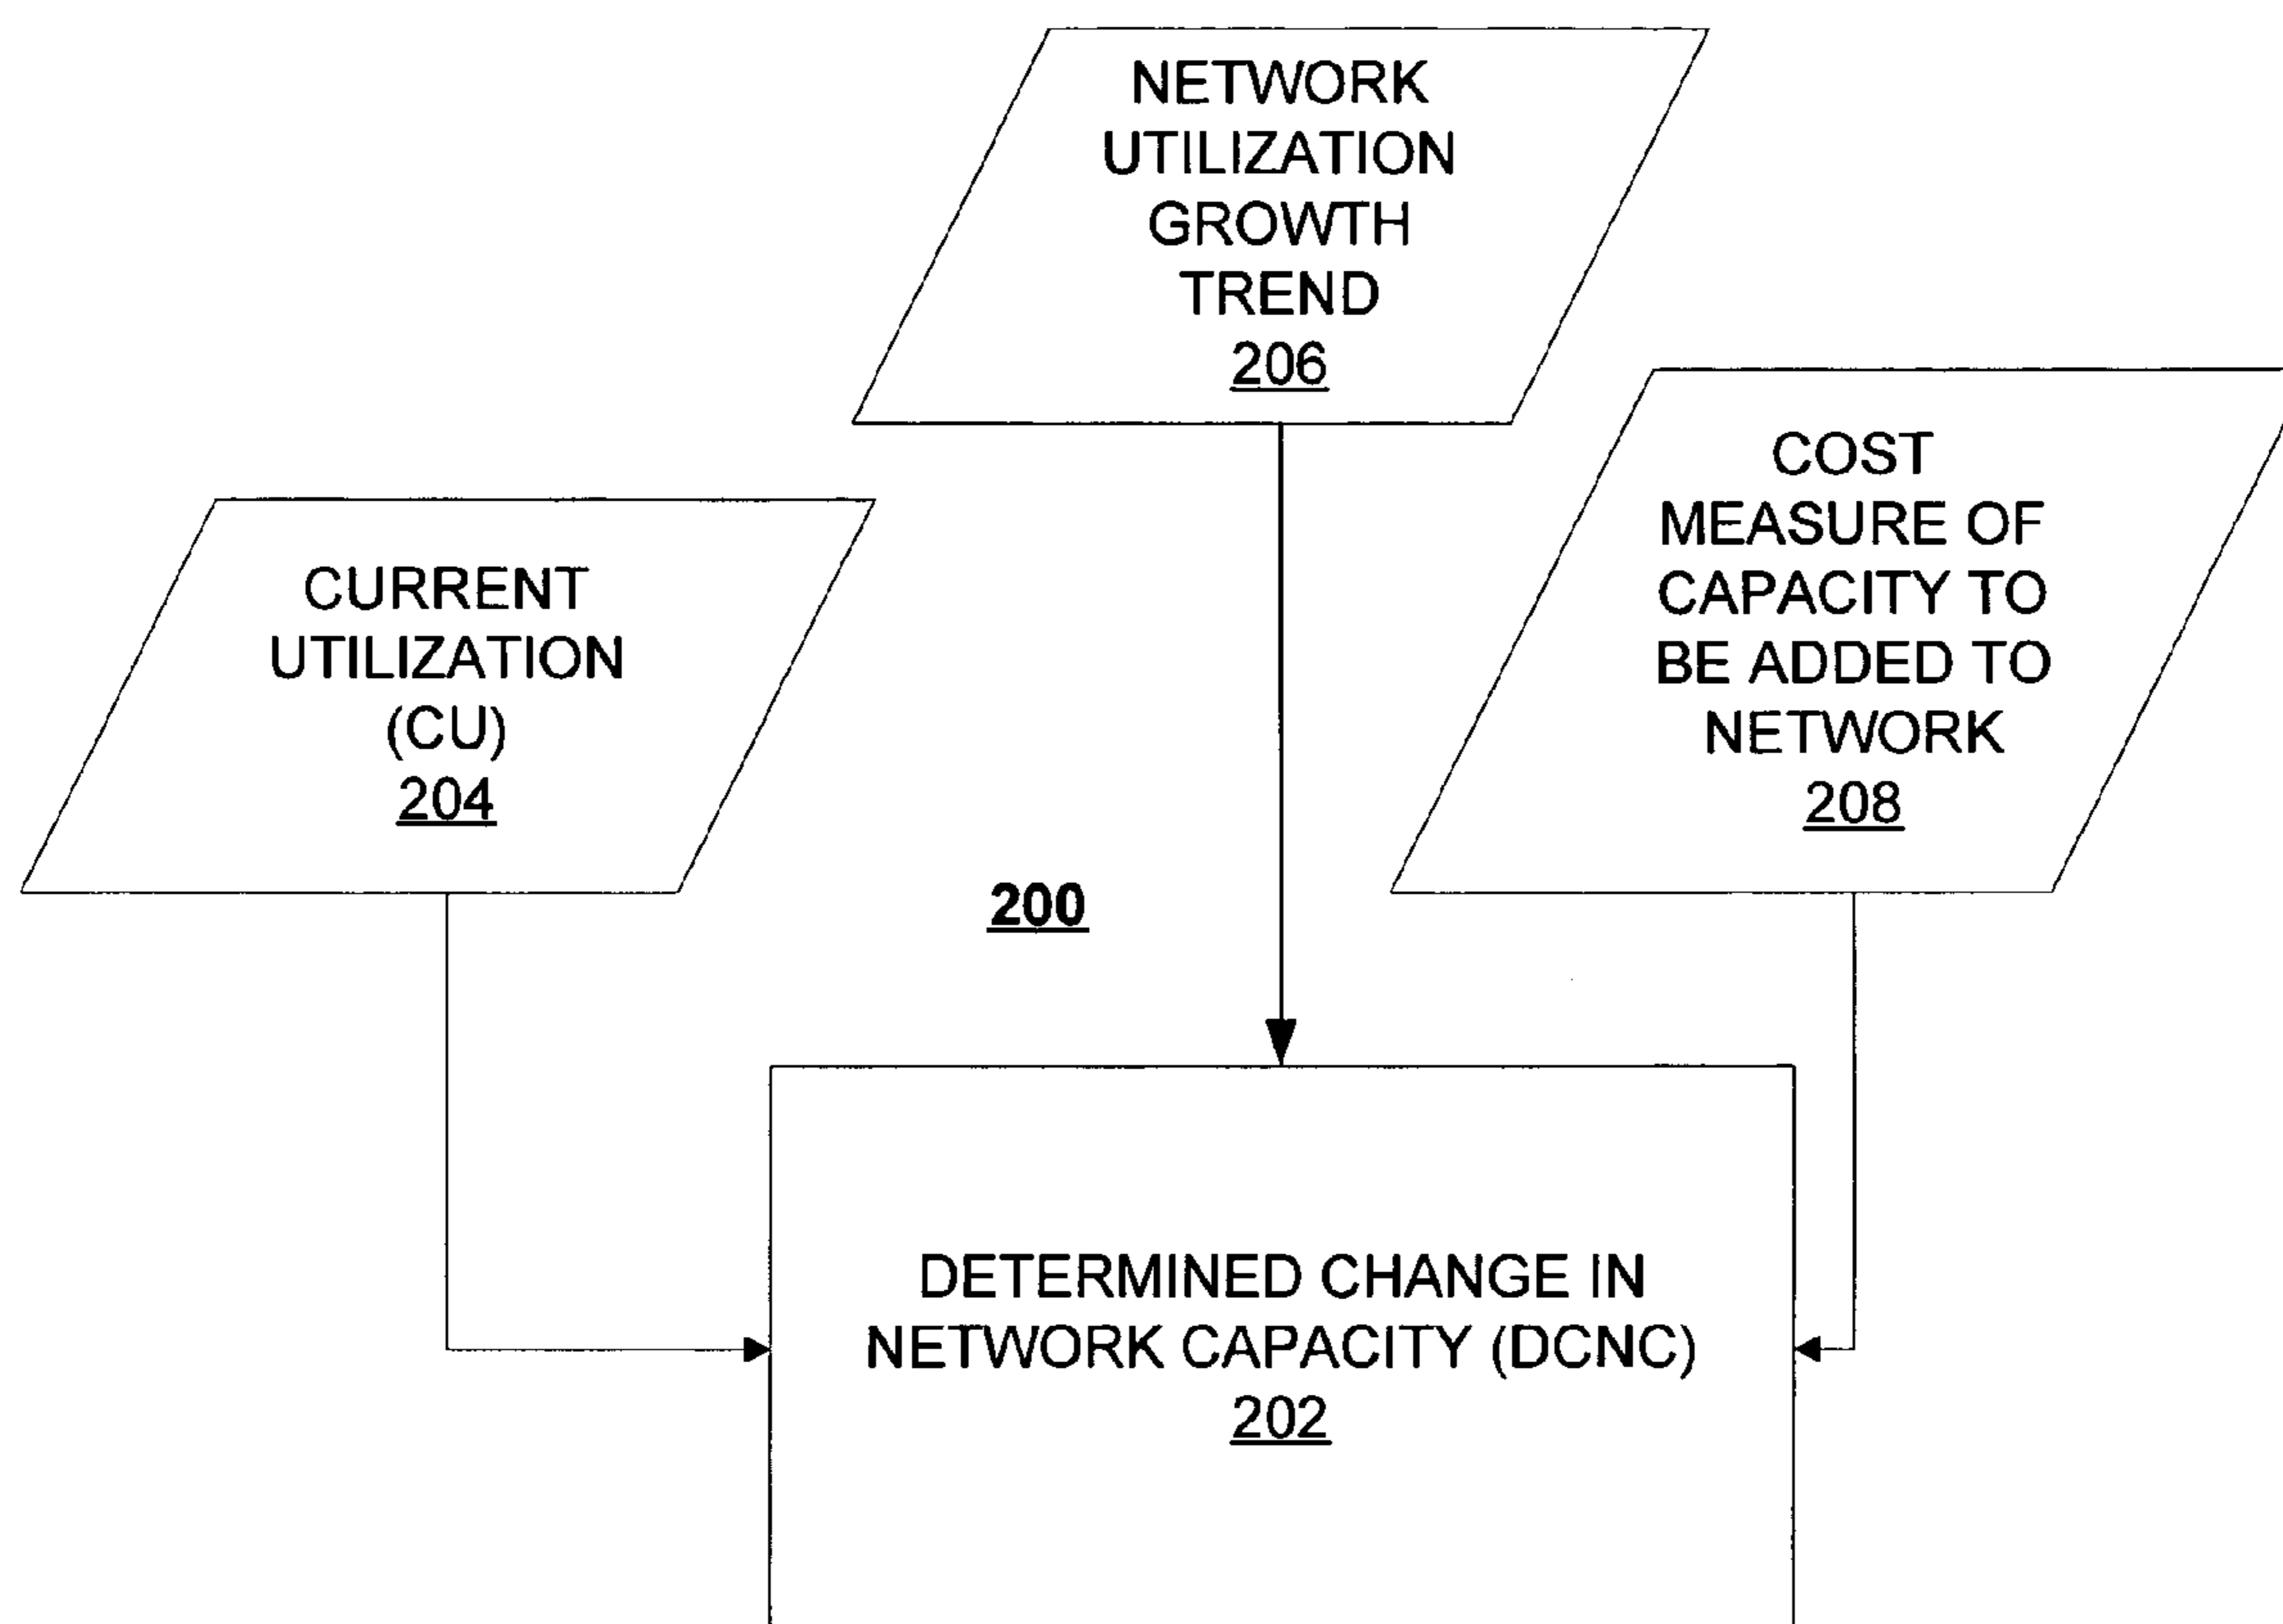 NETWORK
UTILIZATION
GROWTH
TREND
206
COST
MEASURE OF
CAPACITY TO
BE ADDED TO
NETWORK
208
CURRENT
UTILIZATION
(CU)
204
200
DETERMINED CHANGE IN
NETWORK CAPACITY (DCNC)
202